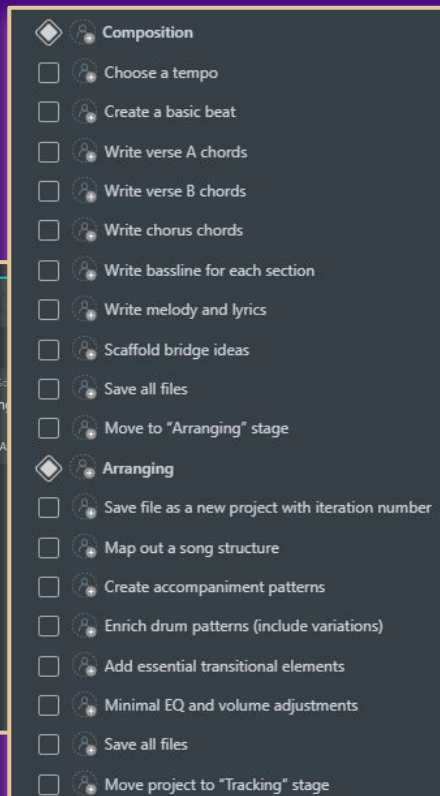 Composition
Choose a tempo
Create a basic beat
Write verse A chords
Write verse B chords
Write chorus chords
Write bassline for each section
Write melody and lyrics
Scaffold bridge ideas
Save all files
Move to "Arranging" stage
Arranging
Save file as a new project with iteration number
Map out a song structure
Create accompaniment patterns
Enrich drum patterns (include variations)
Add essential transitional elements
Minimal EQ and volume adjustments
Save all files
Move project to "Tracking" stage